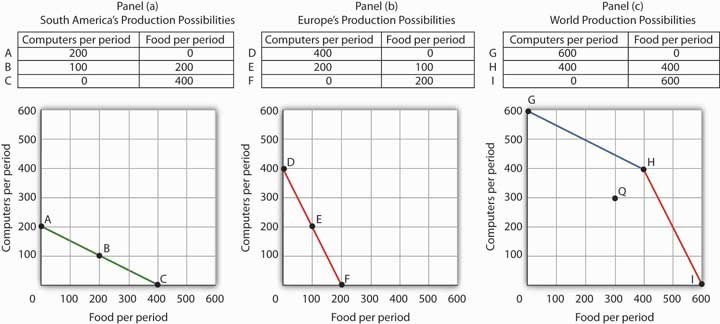 Panel (a)
South America's Production Possibilities
Computers per period Food per period
A 200 0
B 100 200
C 0 400
600
500
400
300
200
100
0 100 200 300 400 500 600
Computers per period
Food per period
A
B
C
Panel (b)
Europe's Production Possibilities
Computers per period Food per period
D 400 0
E 200 100
F 0 200
600
500
400
300
200
100
0 100 200 300 400 500 600
Computers per period
Food per period
D
E
F
Panel (c)
World Production Possibilities
Computers per period Food per period
G 600 0
H 400 400
I 0 600
600
500
400
300
200
100
0 100 200 300 400 500 600
Computers per period
Food per period
G
H
Q
I